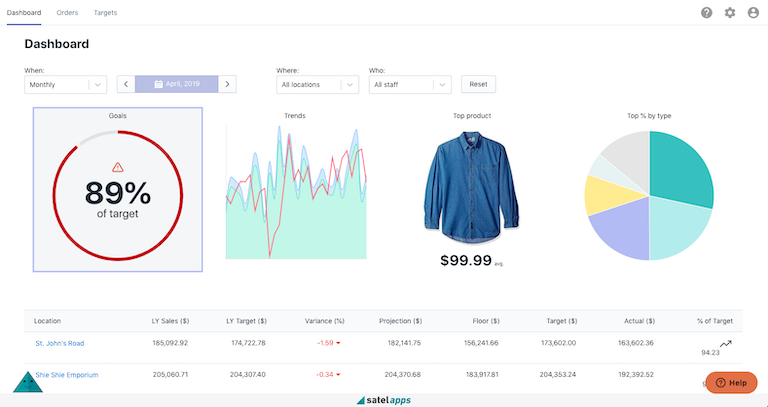 Dashboard Orders Targets
Dashboard
When: Where: Who:
Monthly April, 2019 All locations All staff Reset
Goals Trends Top product Top % by type
89%
of target
$99.99 avg
Location LY Sales ($) LY Target ($) Variance (%) Projection ($) Floor ($) Target ($) Actual ($) % of Target
St. John's Road 185,092.92 174,722.78 -1.59 182,141.75 156,241.66 173,602.00 163,602.36 94.23
Shie Shie Emporium 205,060.71 204,307.40 -0.34 204,370.68 183,917.81 204,353.24 192,392.52
Help
satelapps